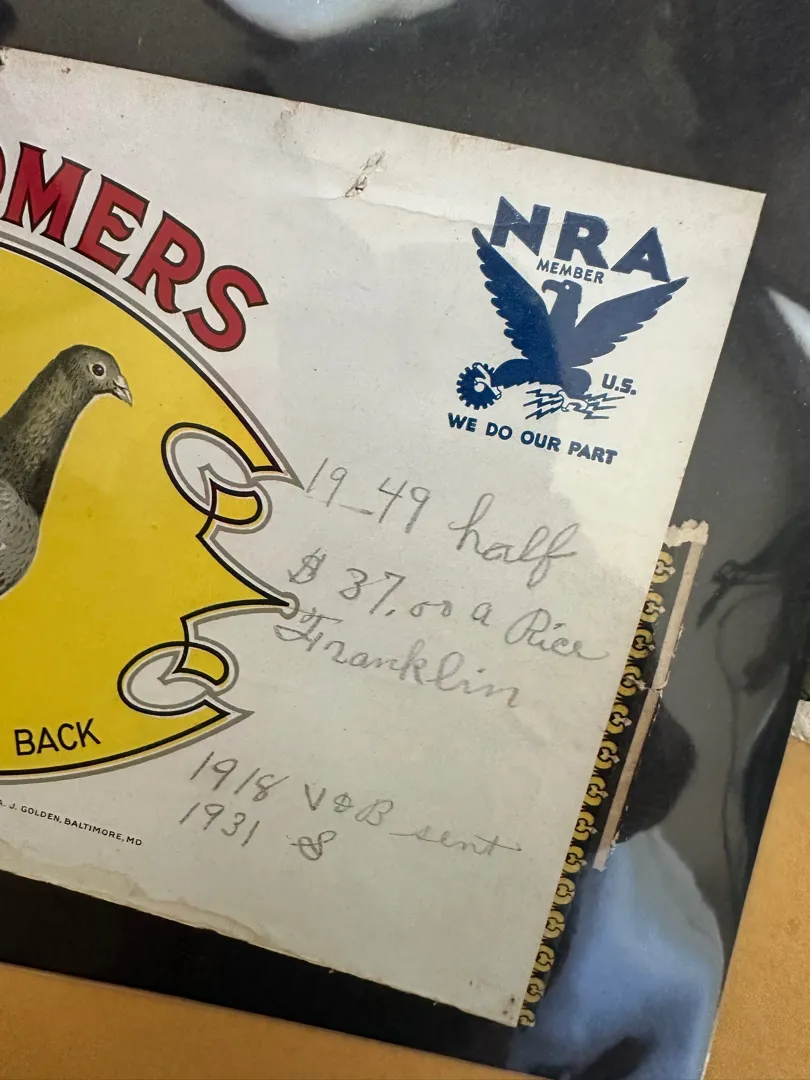 OMERS
NRA
MEMBER
U.S.
WE DO OUR PART
19_49 half
$ 37.00 a Rice
Franklin
BACK
1918 V & B sent
1931 S
A. J. GOLDEN, BALTIMORE, MD